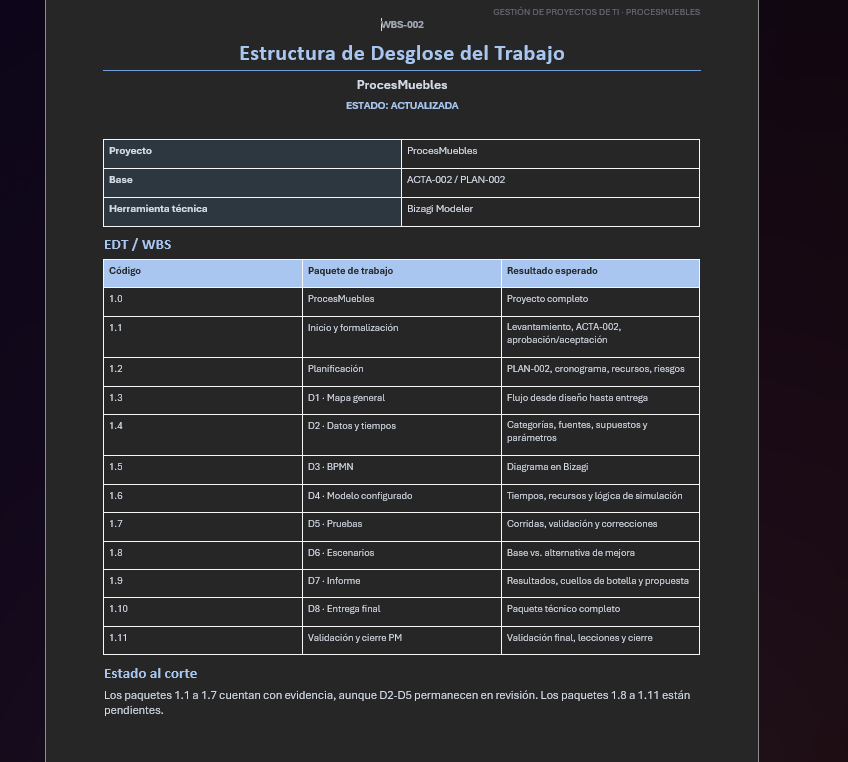 GESTIÓN DE PROYECTOS DE TI · PROCESMUEBLES
WBS-002
Estructura de Desglose del Trabajo
ProcesMuebles
ESTADO: ACTUALIZADA
Proyecto ProcesMuebles
Base ACTA-002 / PLAN-002
Herramienta técnica Bizagi Modeler
EDT / WBS
Código Paquete de trabajo Resultado esperado
1.0 ProcesMuebles Proyecto completo
1.1 Inicio y formalización Levantamiento, ACTA-002,
aprobación/aceptación
1.2 Planificación PLAN-002, cronograma, recursos, riesgos
1.3 D1 · Mapa general Flujo desde diseño hasta entrega
1.4 D2 · Datos y tiempos Categorías, fuentes, supuestos y
parámetros
1.5 D3 · BPMN Diagrama en Bizagi
1.6 D4 · Modelo configurado Tiempos, recursos y lógica de simulación
1.7 D5 · Pruebas Corridas, validación y correcciones
1.8 D6 · Escenarios Base vs. alternativa de mejora
1.9 D7 · Informe Resultados, cuellos de botella y propuesta
1.10 D8 · Entrega final Paquete técnico completo
1.11 Validación y cierre PM Validación final, lecciones y cierre
Estado al corte
Los paquetes 1.1 a 1.7 cuentan con evidencia, aunque D2-D5 permanecen en revisión. Los paquetes 1.8 a 1.11 están
pendientes.